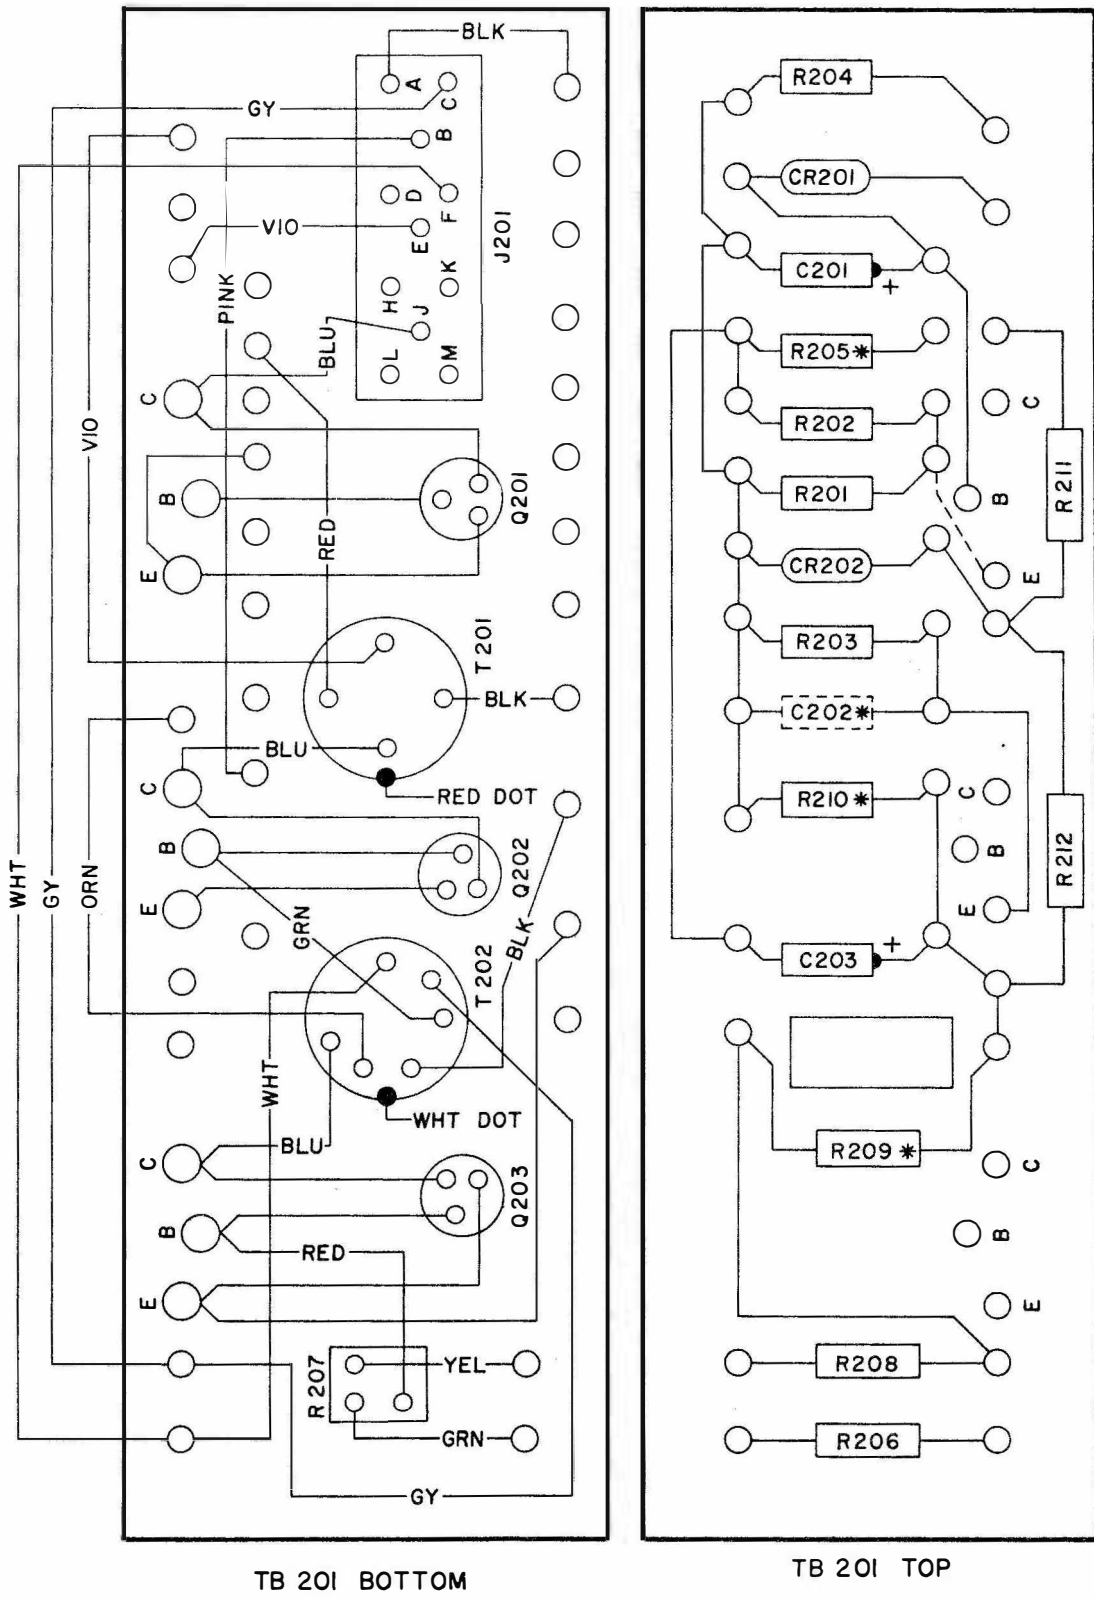 BLK
A
C
GY
B
D
F
VIO
E
J201
PINK
H
K
J
BLU
L
M
C
VIO
B
Q201
RED
E
T201
BLK
BLU
C
RED DOT
WHT
GY
ORN
B
Q202
E
GRN
BLK
T202
WHT
WHT DOT
BLU
C
Q203
B
RED
E
R207
YEL
GRN
GY
TB 201 BOTTOM
R204
CR201
C201
+
R205*
C
R202
R211
R201
B
CR202
E
R203
C202*
C
R210*
B
R212
E
+
C203
R209*
C
B
E
R208
R206
TB 201 TOP